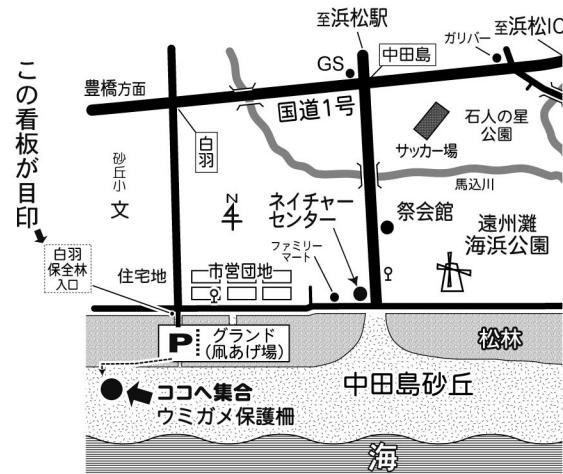 至浜松駅
ガリバー
至浜松IC
GS
中田島
豊橋方面
国道1号
この看板が目印
白羽
石人の星
公園
サッカー場
砂丘小
文
馬込川
N
ネイチャー
センター
祭会館
遠州灘
海浜公園
ファミリー
マート
白羽
保全林
入口
住宅地
市営団地
P
グランド
(凧あげ場)
松林
ココへ集合
ウミガメ保護柵
中田島砂丘
海